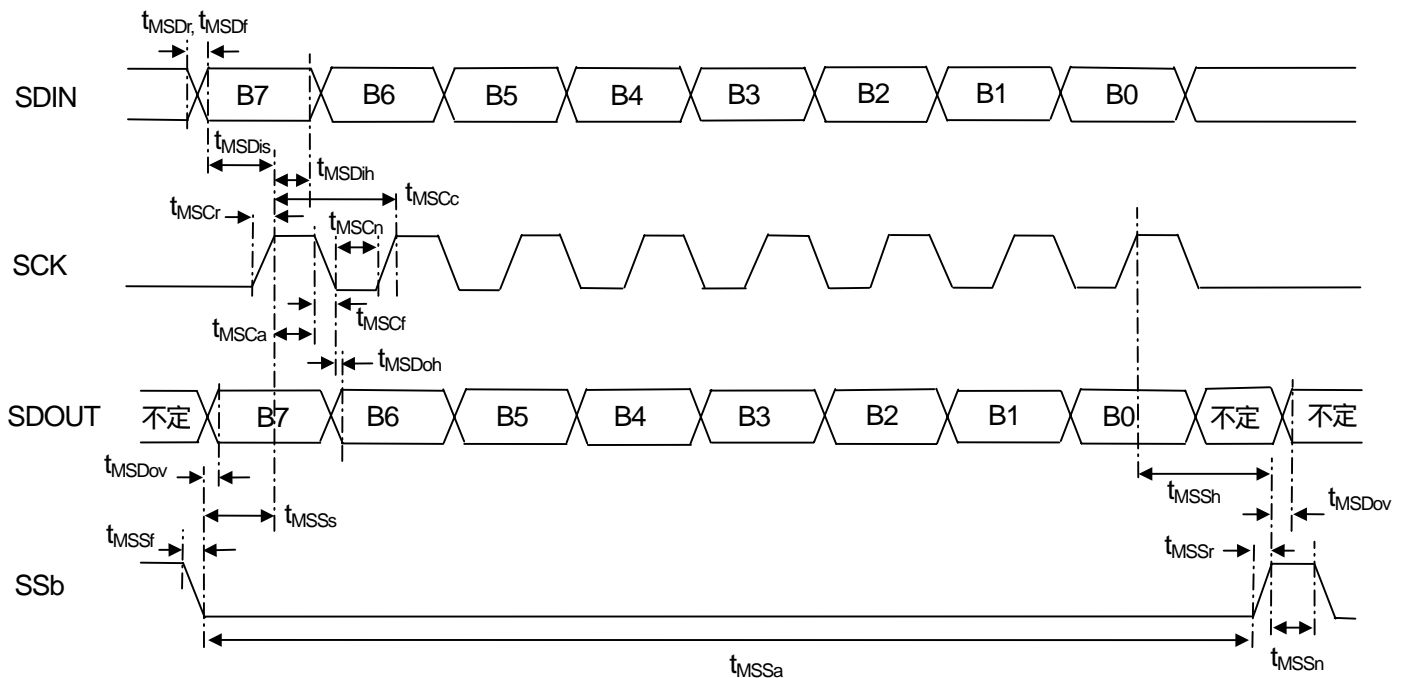 tMSDr, tMSDf
SDIN B7 B6 B5 B4 B3 B2 B1 B0
tMSDis
tMSDih
tMSCc
tMSCr
tMSCn
SCK
tMSCf
tMSCa
tMSDoh
SDOUT 不定 B7 B6 B5 B4 B3 B2 B1 B0 不定 不定
tMSDov
tMSSh
tMSDov
tMSSs
tMSSf
tMSSr
SSb
tMSSa
tMSSn